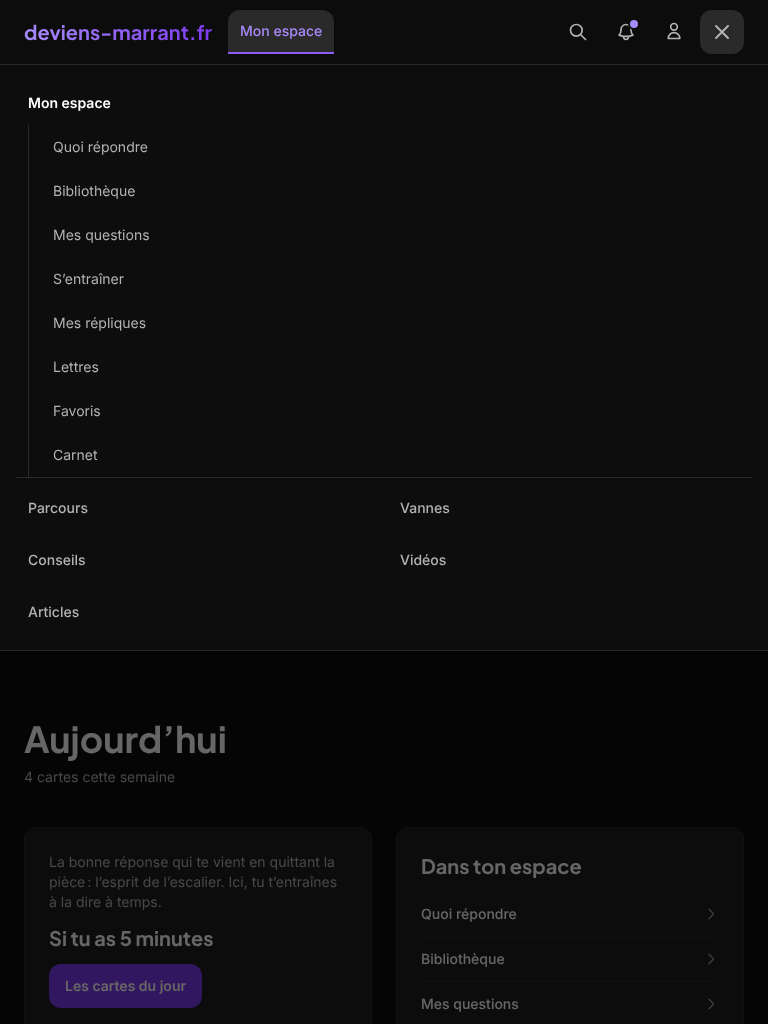 deviens-marrant.fr
Mon espace
Mon espace
Quoi répondre
Bibliothèque
Mes questions
S’entraîner
Mes répliques
Lettres
Favoris
Carnet
Parcours
Vannes
Conseils
Vidéos
Articles
Aujourd’hui
4 cartes cette semaine
La bonne réponse qui te vient en quittant la
pièce : l’esprit de l’escalier. Ici, tu t’entraînes
à la dire à temps.
Si tu as 5 minutes
Les cartes du jour
Dans ton espace
Quoi répondre
Bibliothèque
Mes questions